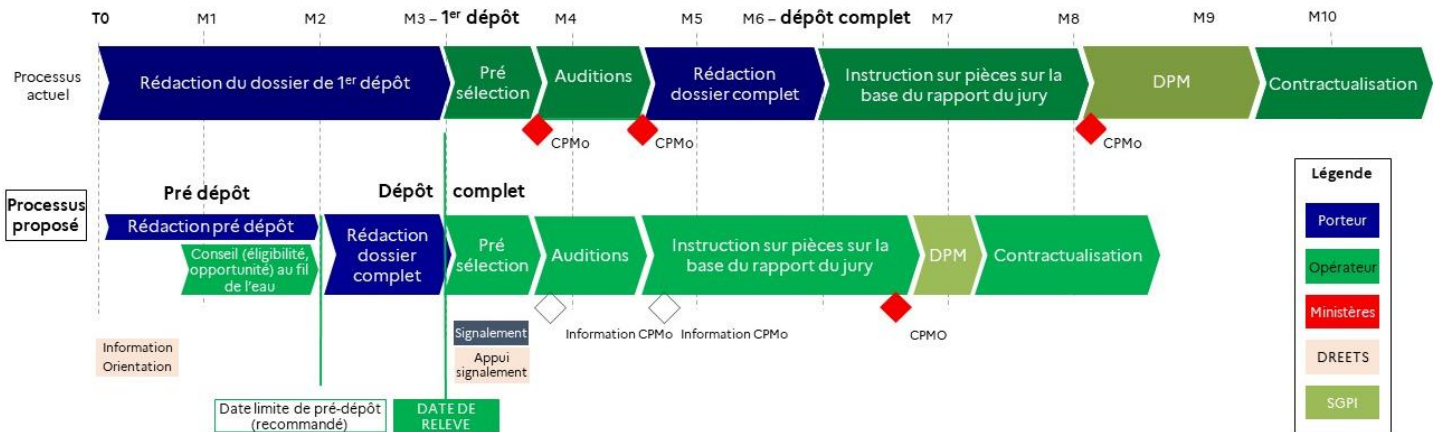 T0 M1 M2 M3 – 1er dépôt M4 M5 M6 – dépôt complet M7 M8 M9 M10
Processus
actuel
Rédaction du dossier de 1er dépôt
Pré
sélection
Auditions
Rédaction
dossier complet
Instruction sur pièces sur la
base du rapport du jury
DPM
Contractualisation
CPMo
CPMo
CPMo
Processus
proposé
Pré dépôt
Dépôt complet
Rédaction pré dépôt
Conseil (éligibilité,
opportunité) au fil
de l'eau
Rédaction
dossier
complet
Pré
sélection
Auditions
Instruction sur pièces sur la
base du rapport du jury
DPM
Contractualisation
Information CPMo
Information CPMo
CPMO
Information
Orientation
Signalement
Appui
signalement
Date limite de pré-dépôt
(recommandé)
DATE DE
RELEVE
Légende
Porteur
Opérateur
Ministères
DREETS
SGPI